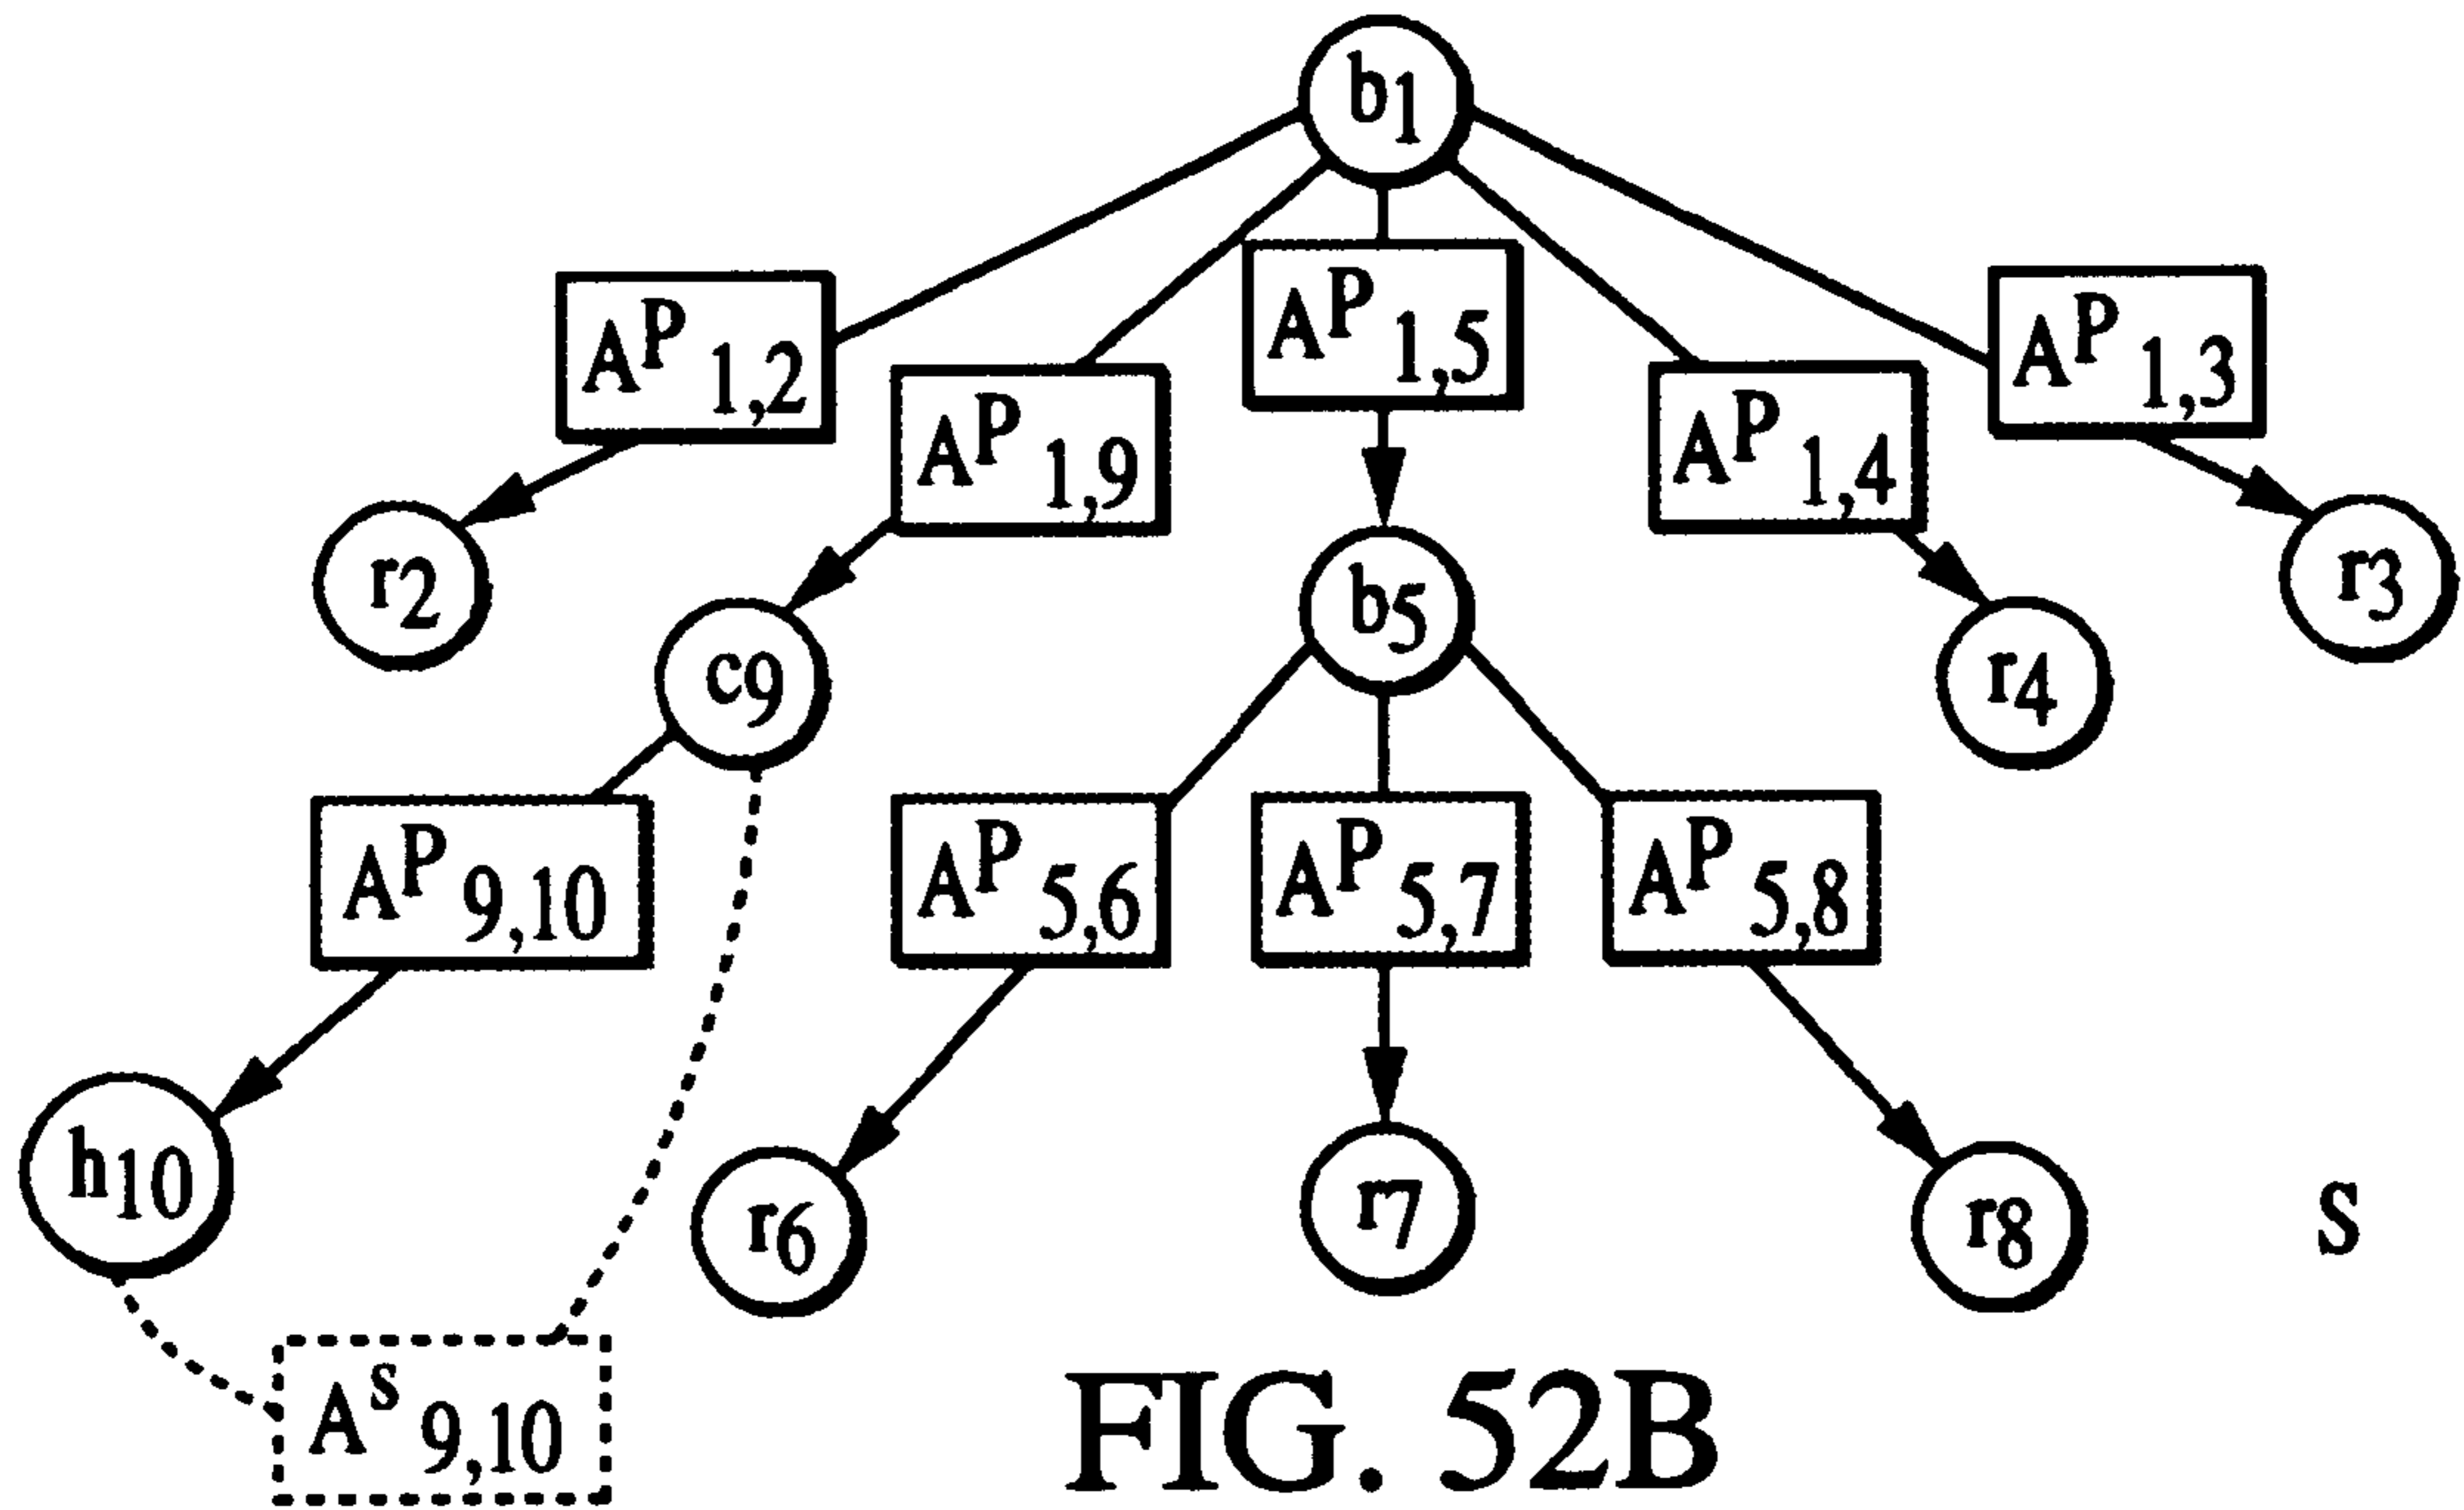 b1
AP 1,2
AP 1,9
AP 1,5
AP 1,4
AP 1,3
r2
c9
b5
r4
r3
AP 9,10
AP 5,6
AP 5,7
AP 5,8
h10
r6
r7
r8
S
AS 9,10
FIG. 52B